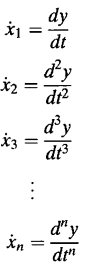 ẋ₁ = dy/dt
ẋ₂ = d²y/dt²
ẋ₃ = d³y/dt³
⋮
ẋₙ = dⁿy/dtⁿ